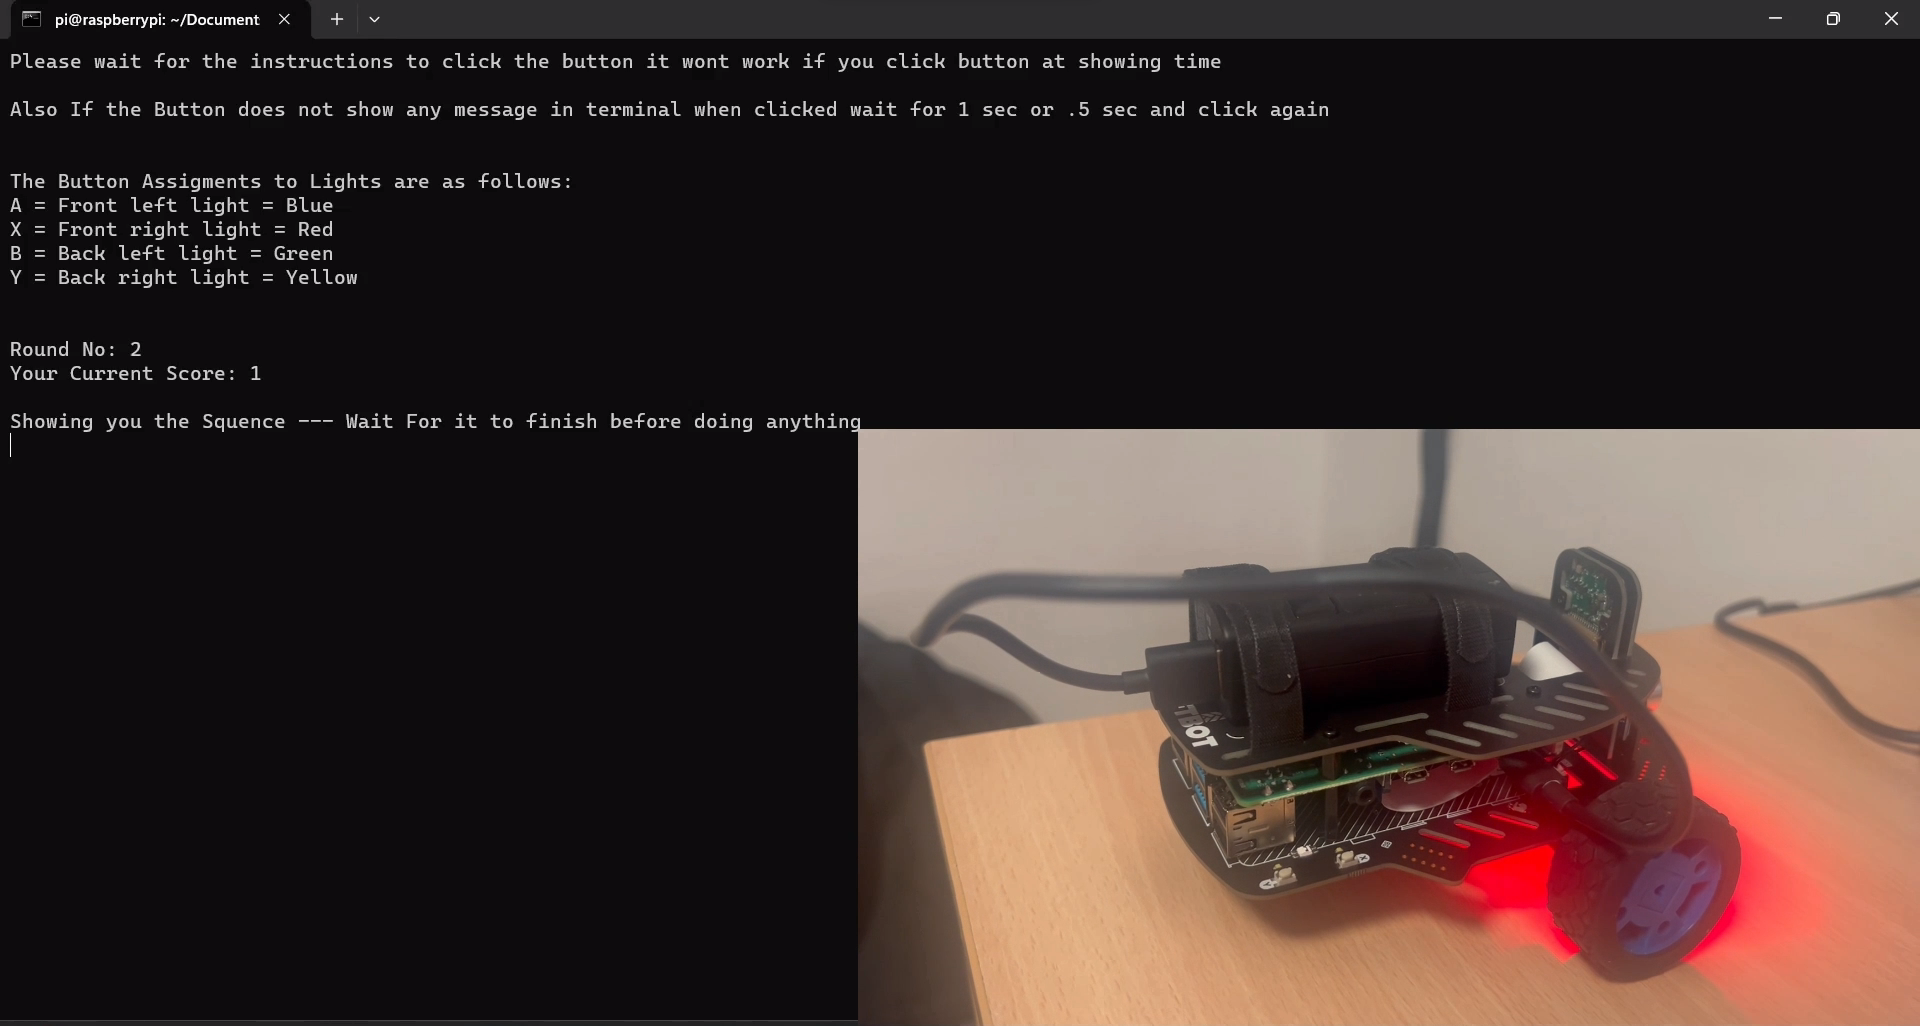 pi@raspberrypi: ~/Document
Please wait for the instructions to click the button it wont work if you click button at showing time
Also If the Button does not show any message in terminal when clicked wait for 1 sec or .5 sec and click again
The Button Assigments to Lights are as follows:
A = Front left light = Blue
X = Front right light = Red
B = Back left light = Green
Y = Back right light = Yellow
Round No: 2
Your Current Score: 1
Showing you the Squence --- Wait For it to finish before doing anything
TBOT